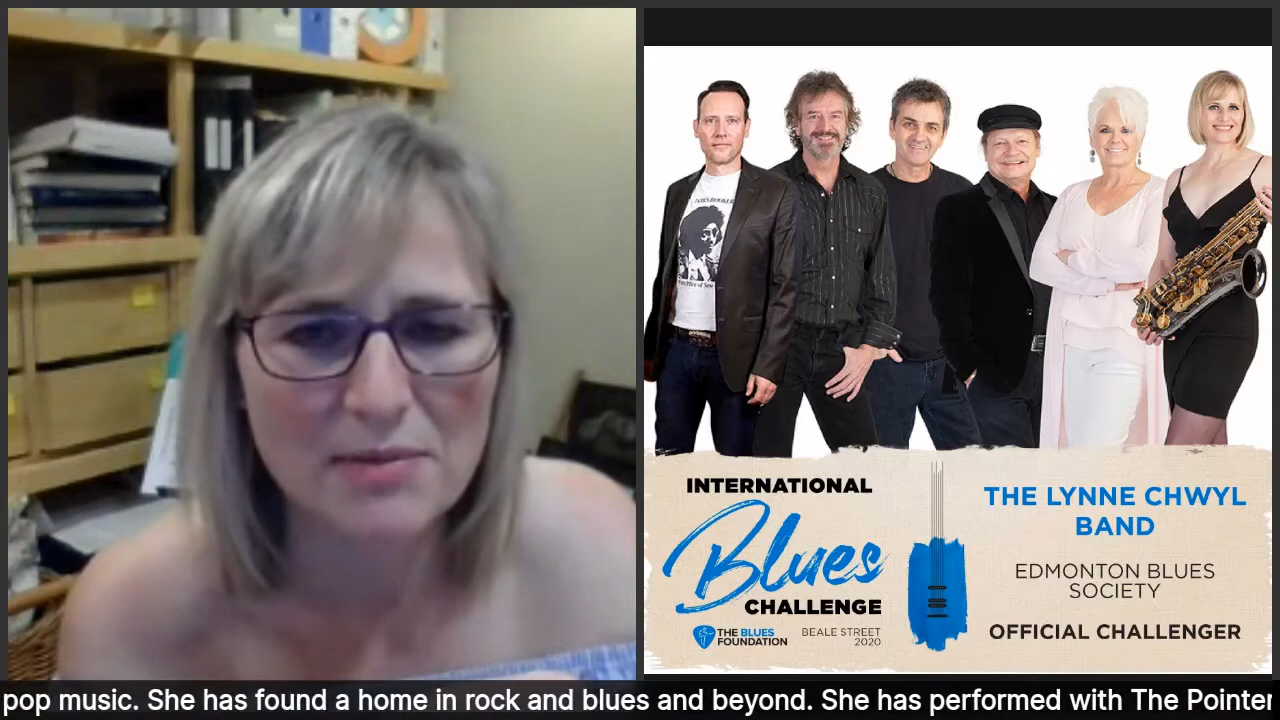 INTERNATIONAL
Blues
CHALLENGE
THE BLUES
FOUNDATION
BEALE STREET
2020
THE LYNNE CHWYL
BAND
EDMONTON BLUES
SOCIETY
OFFICIAL CHALLENGER
pop music. She has found a home in rock and blues and beyond. She has performed with The Pointer